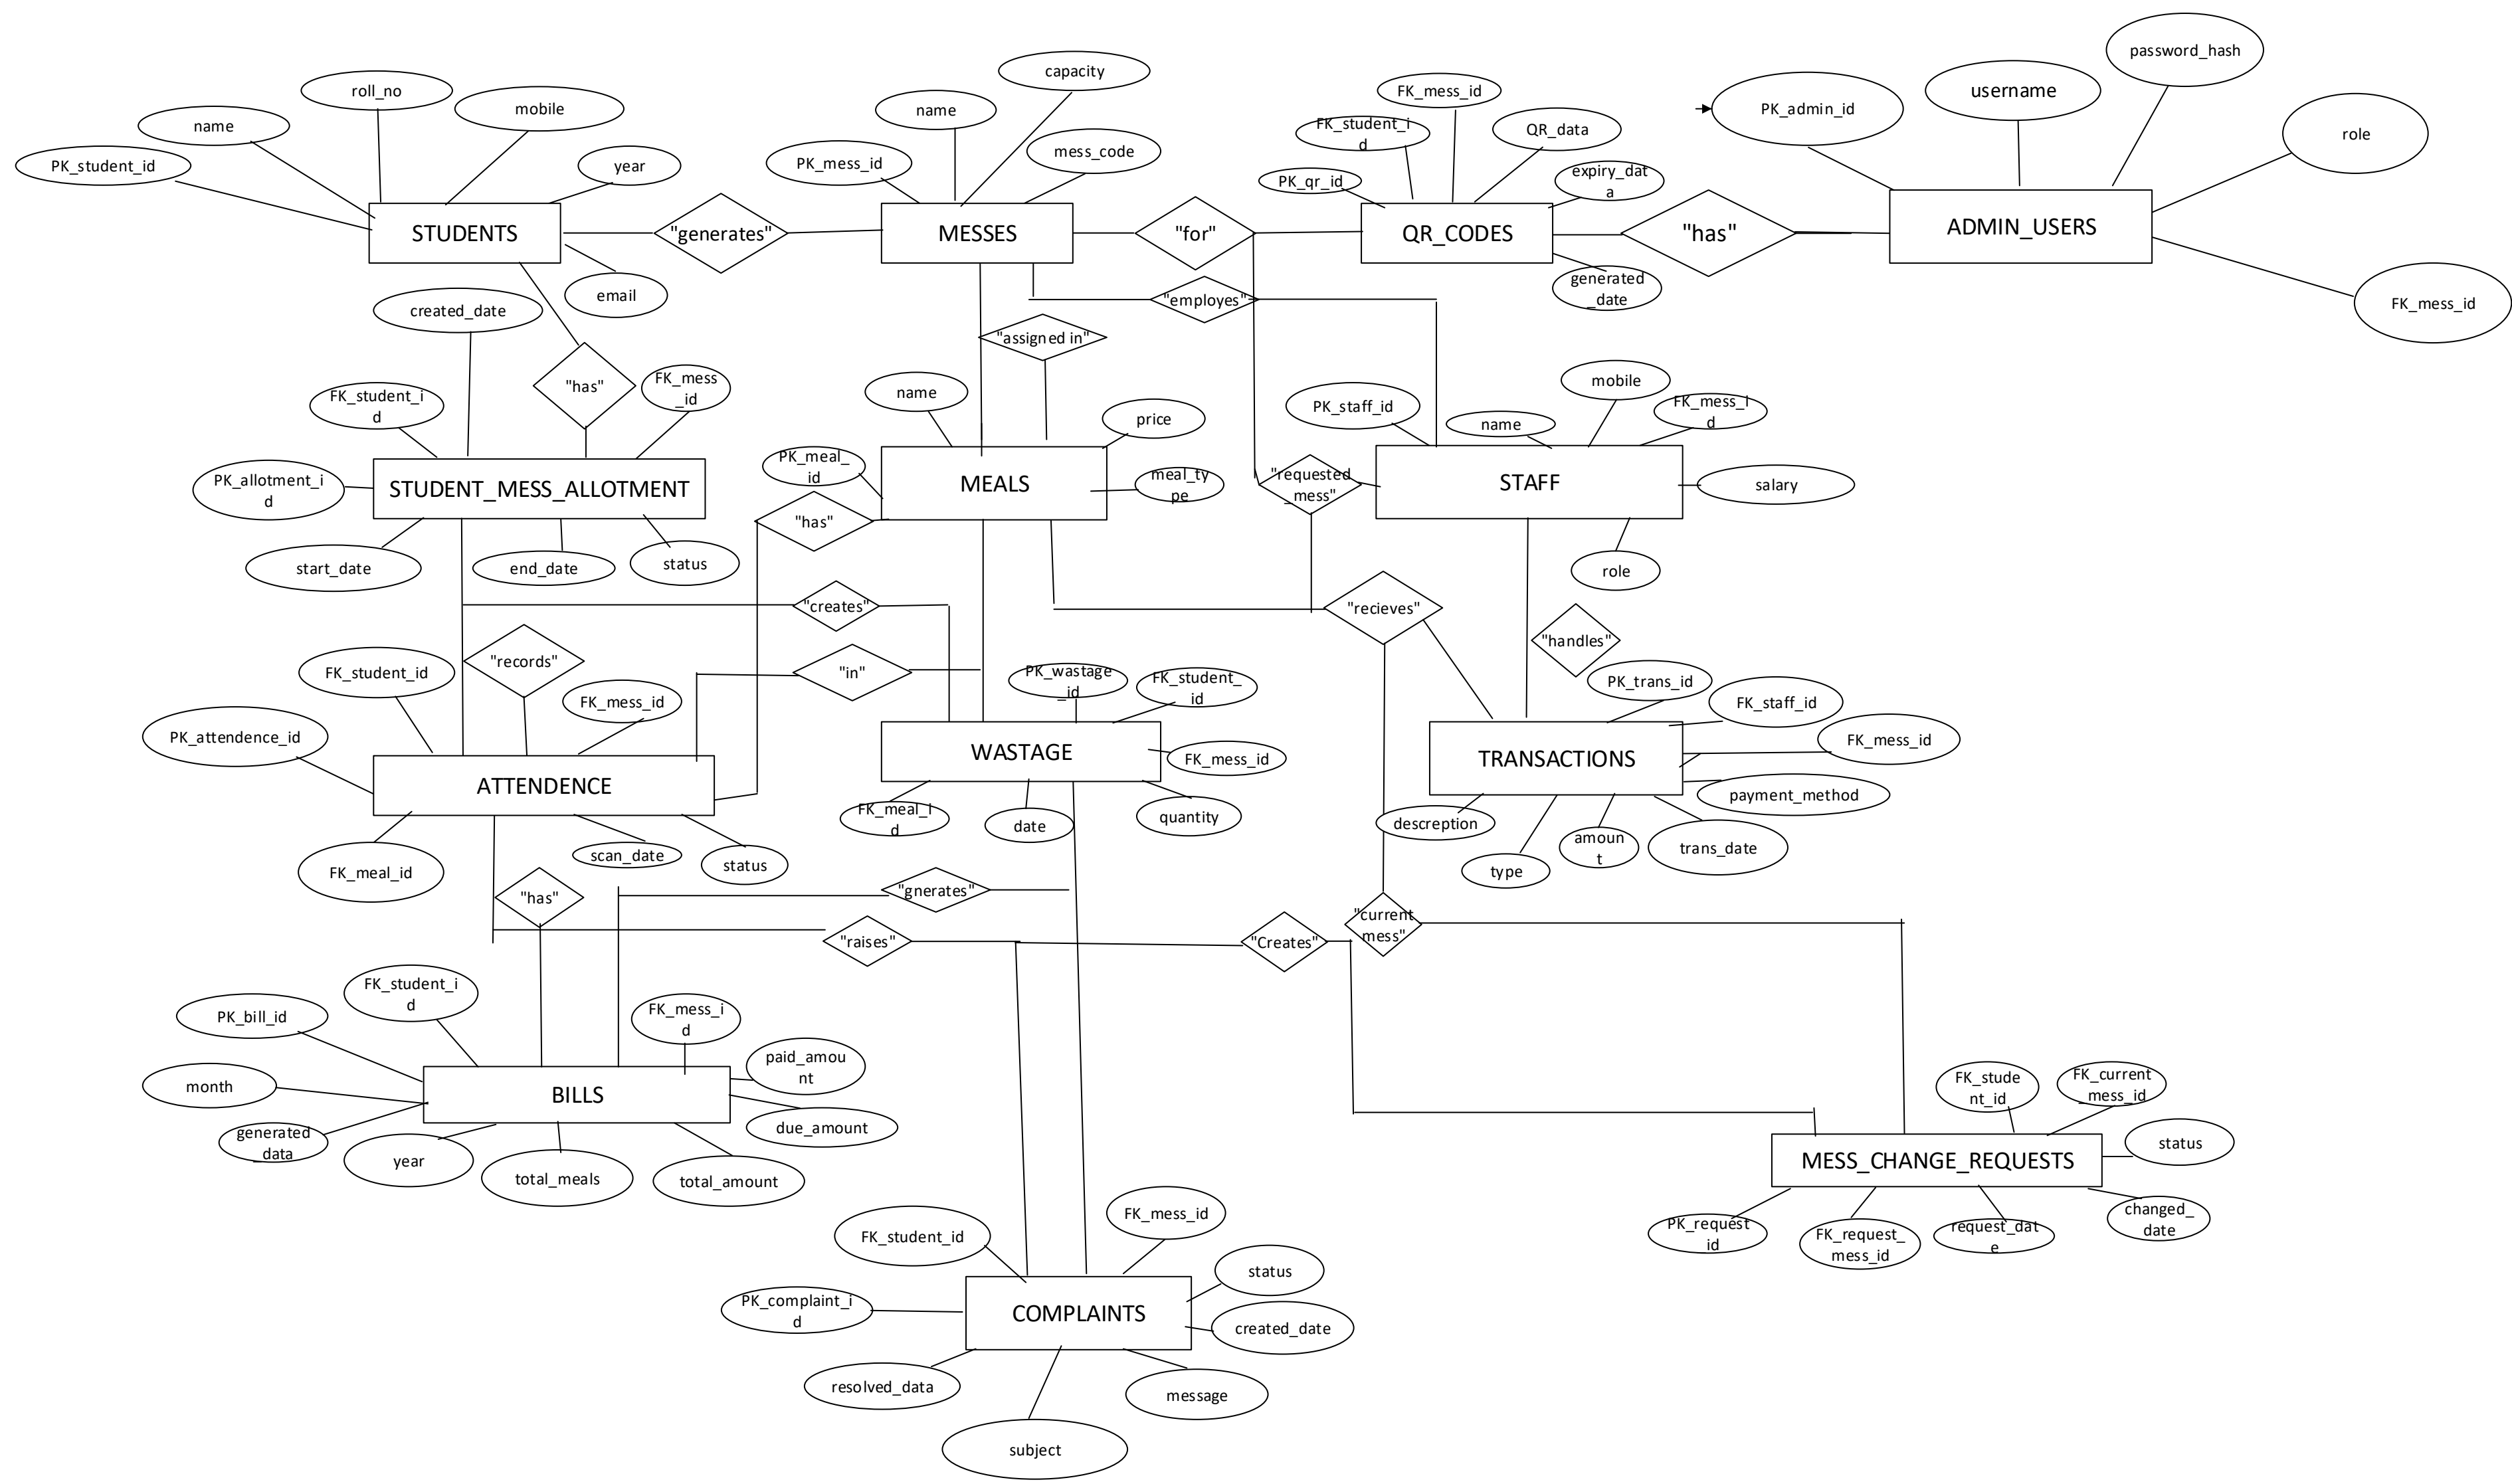 password_hash
capacity
roll_no
FK_mess_id
username
name
mobile
name
PK_admin_id
name
FK_student_i
d
QR_data
role
PK_student_id
year
PK_mess_id
mess_code
PK_qr_id
expiry_dat
a
STUDENTS
"generates"
MESSES
"for"
QR_CODES
"has"
ADMIN_USERS
email
generated
_date
FK_mess_id
created_date
"employes"
"assigned in"
"has"
FK_mess
_id
mobile
FK_student_i
d
name
price
PK_staff_id
name
FK_mess_i
d
PK_allotment_i
d
STUDENT_MESS_ALLOTMENT
PK_meal_
id
MEALS
meal_ty
pe
"requested
_mess"
STAFF
salary
"has"
start_date
end_date
status
role
"creates"
"recieves"
"records"
"handles"
FK_student_id
"in"
PK_wastage
_id
FK_student_
id
PK_trans_id
FK_mess_id
FK_staff_id
PK_attendence_id
WASTAGE
FK_mess_id
TRANSACTIONS
FK_mess_id
ATTENDENCE
payment_method
FK_meal_i
d
date
quantity
descreption
amoun
t
trans_date
FK_meal_id
scan_date
status
type
"has"
"gnerates"
"current
mess"
"raises"
"Creates"
FK_student_i
d
PK_bill_id
FK_mess_i
d
paid_amou
nt
month
BILLS
due_amount
FK_stude
nt_id
FK_current
_mess_id
generated
_data
year
total_meals
total_amount
status
MESS_CHANGE_REQUESTS
FK_student_id
FK_mess_id
PK_request
id
FK_request_
mess_id
request_dat
e
changed_
date
status
PK_complaint_i
d
COMPLAINTS
created_date
resolved_data
message
subject